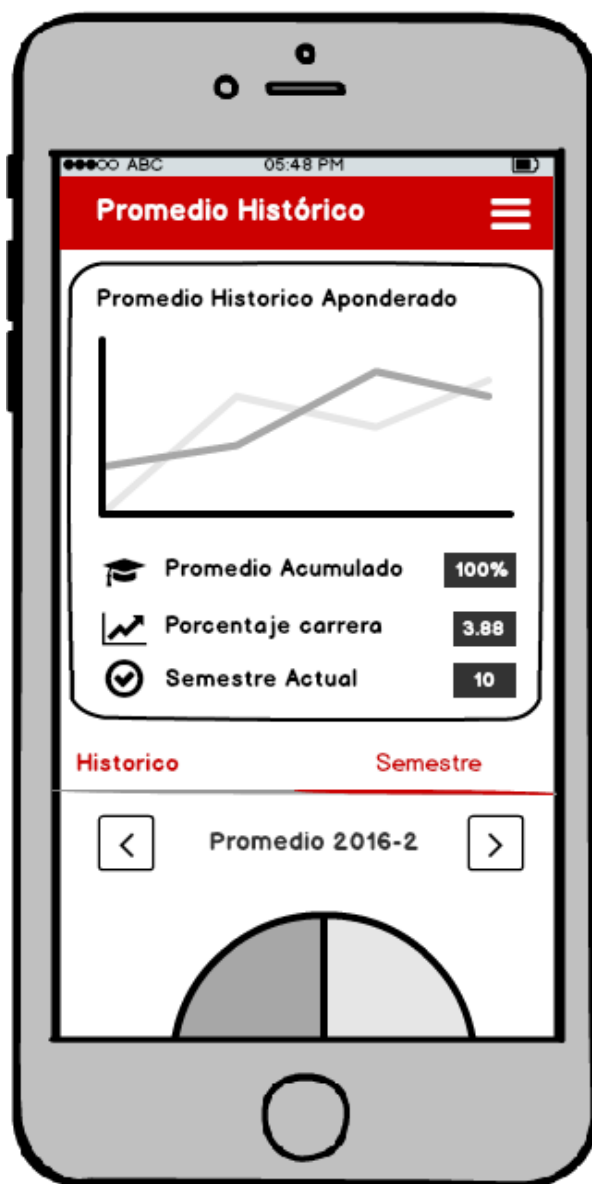 ABC 05:48 PM
Promedio Histórico
Promedio Historico Aponderado
Promedio Acumulado 100%
Porcentaje carrera 3.88
Semestre Actual 10
Historico Semestre
< Promedio 2016-2 >